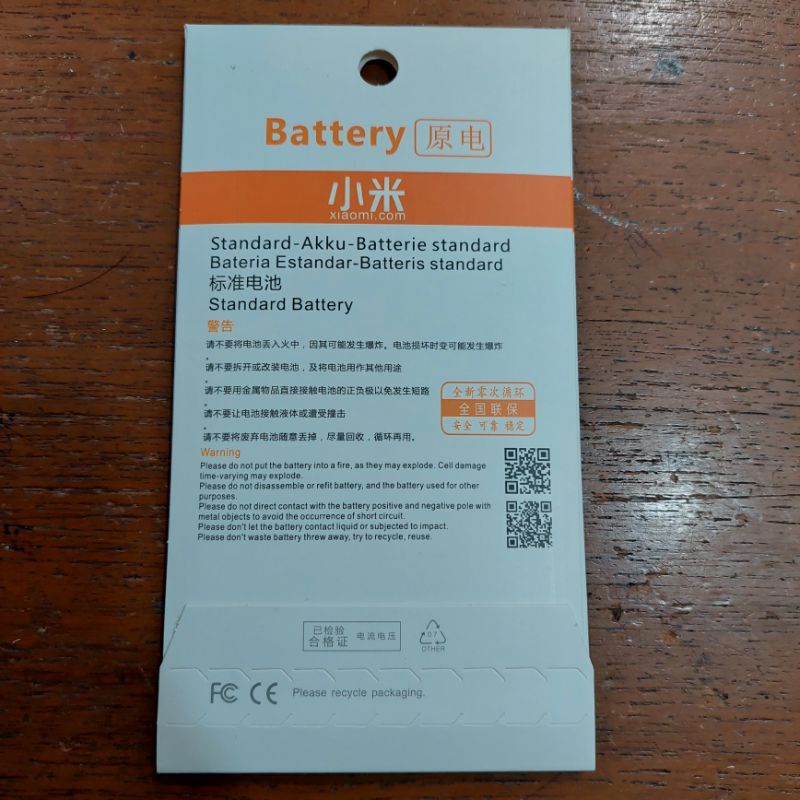 Battery 原电
小米
xiaomi.com
Standard-Akku-Batterie standard
Bateria Estandar-Batteris standard
标准电池
Standard Battery
警告
请不要将电池丢入火中，因其可能发生爆炸。电池损坏时变可能发生爆炸
请不要拆开或改装电池，及将电池用作其他用途
请不要用金属物品直接接触电池的正负极以免发生短路
请不要让电池接触液体或遭受撞击
请不要将废弃电池随意丢掉，尽量回收，循环再用。
全新零次循环
全国联保
安全 可靠 稳定
Warning
Please do not put the battery into a fire, as they may explode. Cell damage
time-varying may explode.
Please do not disassemble or refit battery, and the battery used for other
purposes.
Please do not direct contact with the battery positive and negative pole with
metal objects to avoid the occurrence of short circuit.
Please don't let the battery contact liquid or subjected to impact.
Please don't waste battery threw away, try to recycle, reuse.
已检验
合格证 电流电压
07
OTHER
FC CE Please recycle packaging.